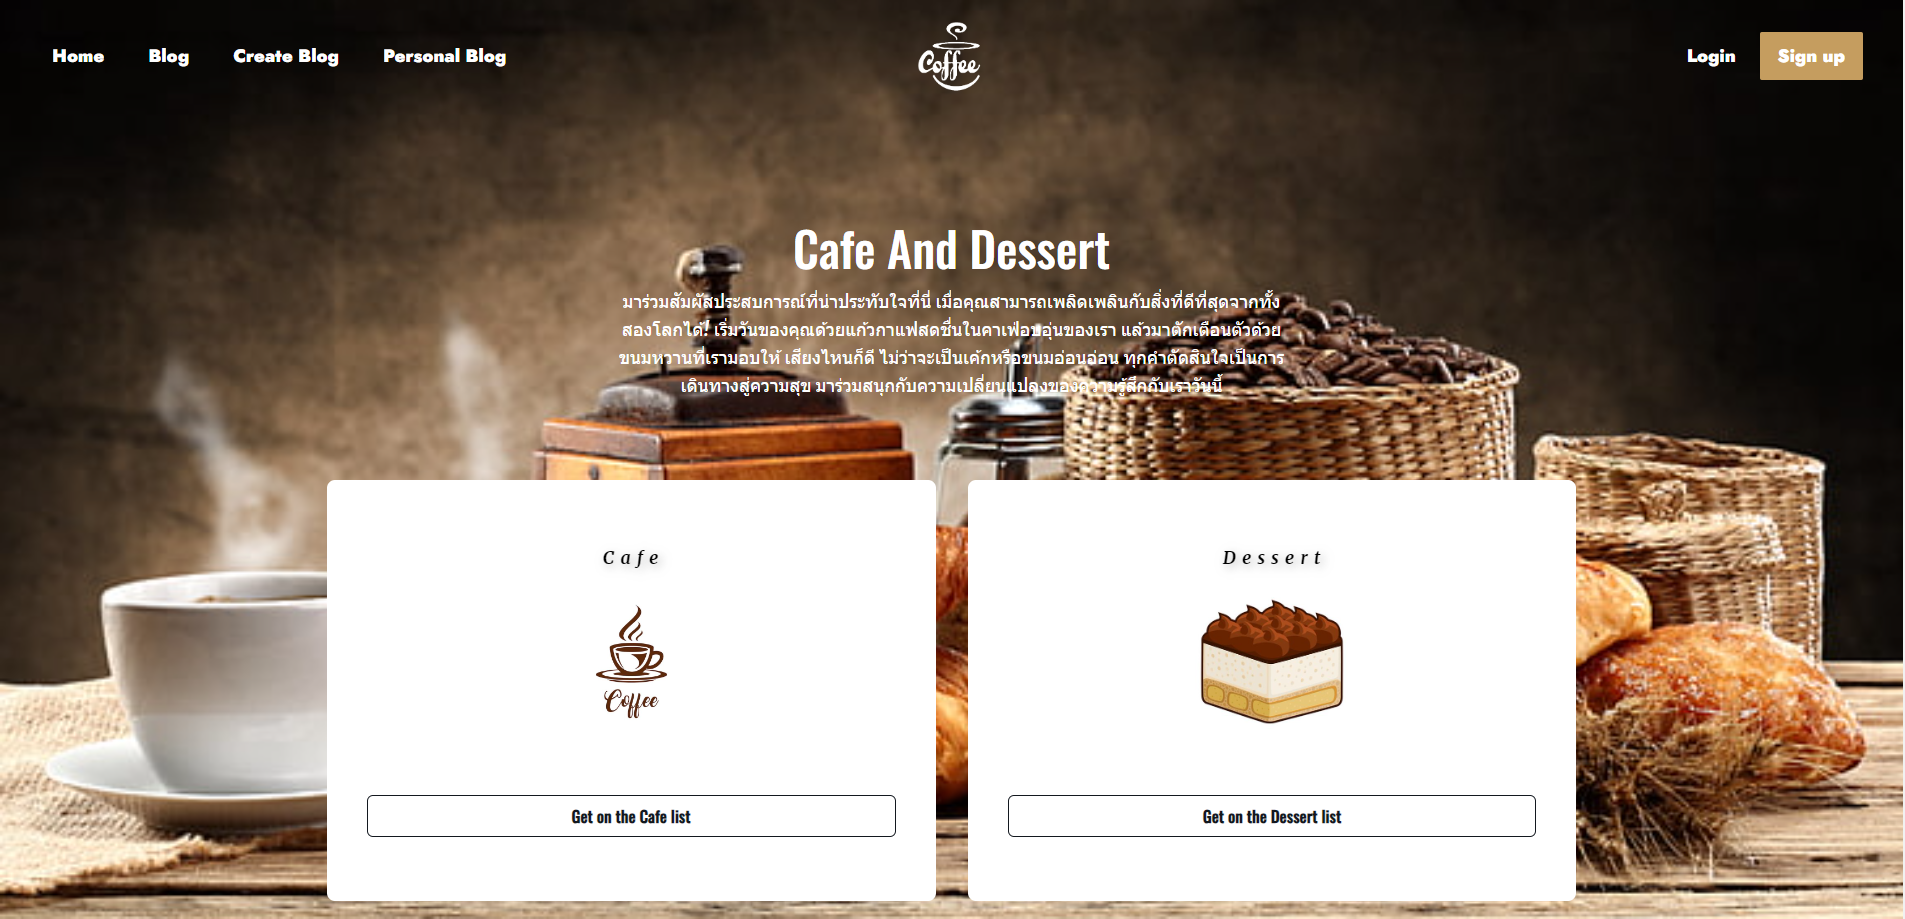 Home Blog Create Blog Personal Blog
Coffee
Login Sign up
Cafe And Dessert
มาร่วมสัมผัสประสบการณ์ที่น่าประทับใจที่นี่ เมื่อคุณสามารถเพลิดเพลินกับสิ่งที่ดีที่สุดจากทั้ง
สองโลกได้! เริ่มวันของคุณด้วยแก้วกาแฟสดชื่นในคาเฟ่อบอุ่นของเรา แล้วมาตักเตือนตัวด้วย
ขนมหวานที่เรามอบให้ เสียงไหนก็ดี ไม่ว่าจะเป็นเค้กหรือขนมอ่อนอ่อน ทุกคำตัดสินใจเป็นการ
เดินทางสู่ความสุข มาร่วมสนุกกับความเปลี่ยนแปลงของความรู้สึกกับเราวันนี้
Cafe
Coffee
Get on the Cafe list
Dessert
Get on the Dessert list